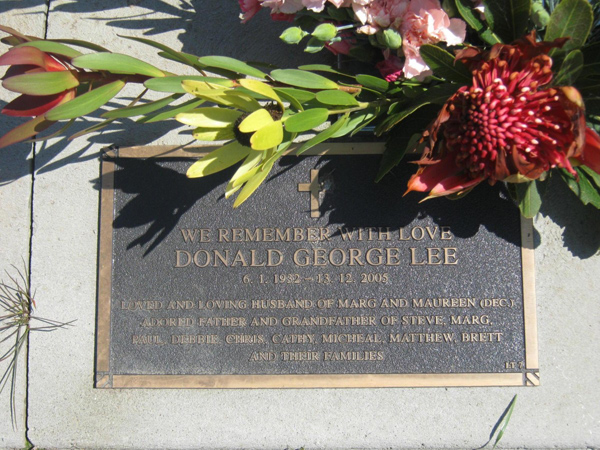 WE REMEMBER WITH LOVE
DONALD GEORGE LEE
6. 1. 1932 – 13. 12. 2005
LOVED AND LOVING HUSBAND OF MARG AND MAUREEN (DEC.)
ADORED FATHER AND GRANDFATHER OF STEVE, MARG,
PAUL, DEBBIE, CHRIS, CATHY, MICHEAL, MATTHEW, BRETT
AND THEIR FAMILIES